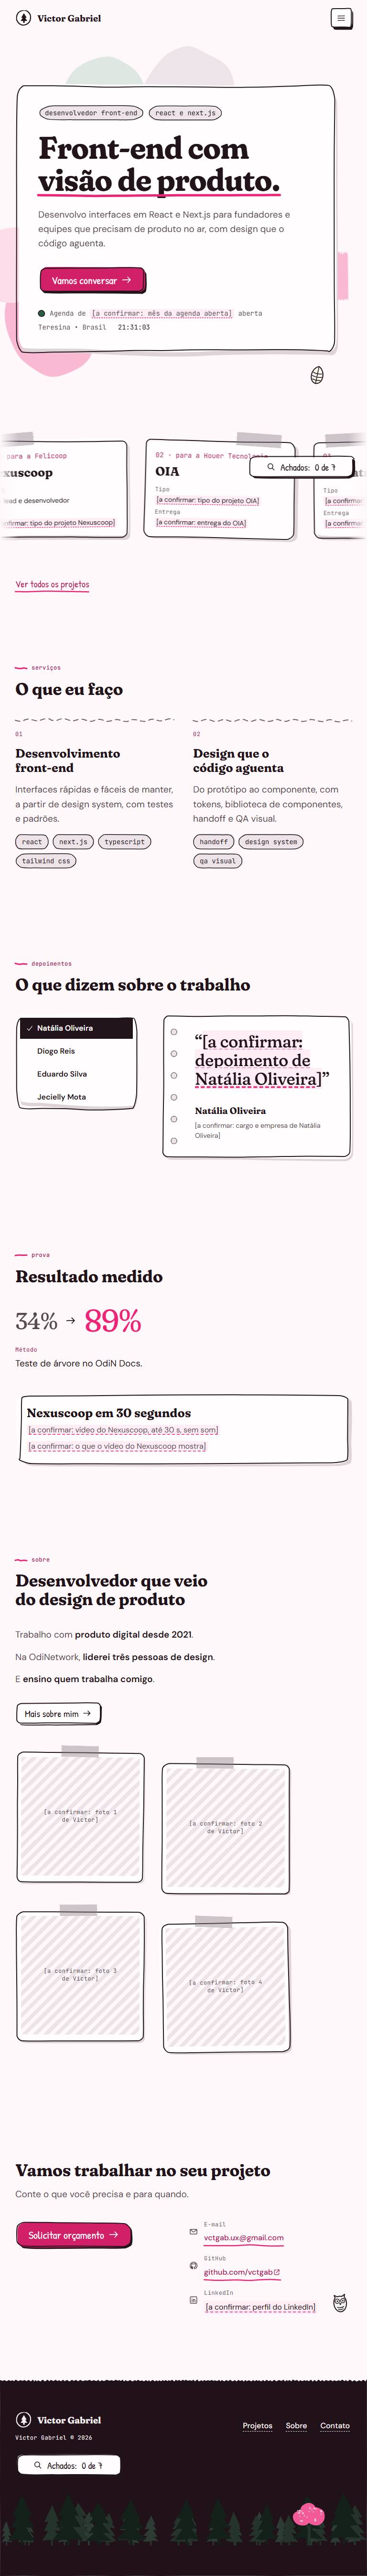 Victor Gabriel
desenvolvedor front-end
react e next.js
Front-end com
visão de produto.
Desenvolvo interfaces em React e Next.js para fundadores e
equipes que precisam de produto no ar, com design que o
código aguenta.
Vamos conversar →
Agenda de [a confirmar: mês da agenda aberta] aberta
Teresina • Brasil 21:31:03
para a Felicoop
xuscoop
ead e desenvolvedor
nfirmar: tipo do projeto Nexuscoop]
02 · para a Houer Tecnolo
OIA
Tipo
[a confirmar: tipo do projeto OIA]
Entrega
[a confirmar: entrega do OIA]
Achados: 0 de 7
Tipo
[a confirma
Entrega
[a confirmar
Ver todos os projetos
serviços
O que eu faço
01
Desenvolvimento
front-end
Interfaces rápidas e fáceis de manter,
a partir de design system, com testes
e padrões.
react
next.js
typescript
tailwind css
02
Design que o
código aguenta
Do protótipo ao componente, com
tokens, biblioteca de componentes,
handoff e QA visual.
handoff
design system
qa visual
depoimentos
O que dizem sobre o trabalho
Natália Oliveira
Diogo Reis
Eduardo Silva
Jecielly Mota
“[a confirmar:
depoimento de
Natália Oliveira]”
Natália Oliveira
[a confirmar: cargo e empresa de Natália
Oliveira]
prova
Resultado medido
34% → 89%
Método
Teste de árvore no OdiN Docs.
Nexuscoop em 30 segundos
[a confirmar: vídeo do Nexuscoop, até 30 s, sem som]
[a confirmar: o que o vídeo do Nexuscoop mostra]
sobre
Desenvolvedor que veio
do design de produto
Trabalho com produto digital desde 2021.
Na OdiNetwork, liderei três pessoas de design.
E ensino quem trabalha comigo.
Mais sobre mim →
[a confirmar: foto 1
de Victor]
[a confirmar: foto 2
de Victor]
[a confirmar: foto 3
de Victor]
[a confirmar: foto 4
de Victor]
Vamos trabalhar no seu projeto
Conte o que você precisa e para quando.
Solicitar orçamento →
E-mail
vctgab.ux@gmail.com
GitHub
github.com/vctgab
LinkedIn
[a confirmar: perfil do LinkedIn]
Victor Gabriel
Victor Gabriel © 2026
Projetos
Sobre
Contato
Achados: 0 de 7